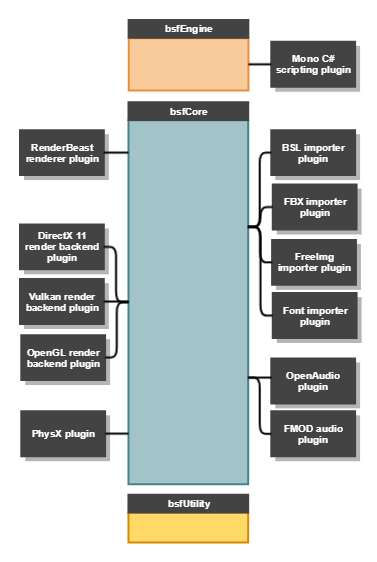 bsfEngine
Mono C#
scripting plugin
bsfCore
RenderBeast
renderer plugin
DirectX 11
render backend
plugin
Vulkan render
backend plugin
OpenGL render
backend plugin
PhysX plugin
BSL importer
plugin
FBX importer
plugin
FreeImg
importer plugin
Font importer
plugin
OpenAudio
plugin
FMOD audio
plugin
bsfUtility